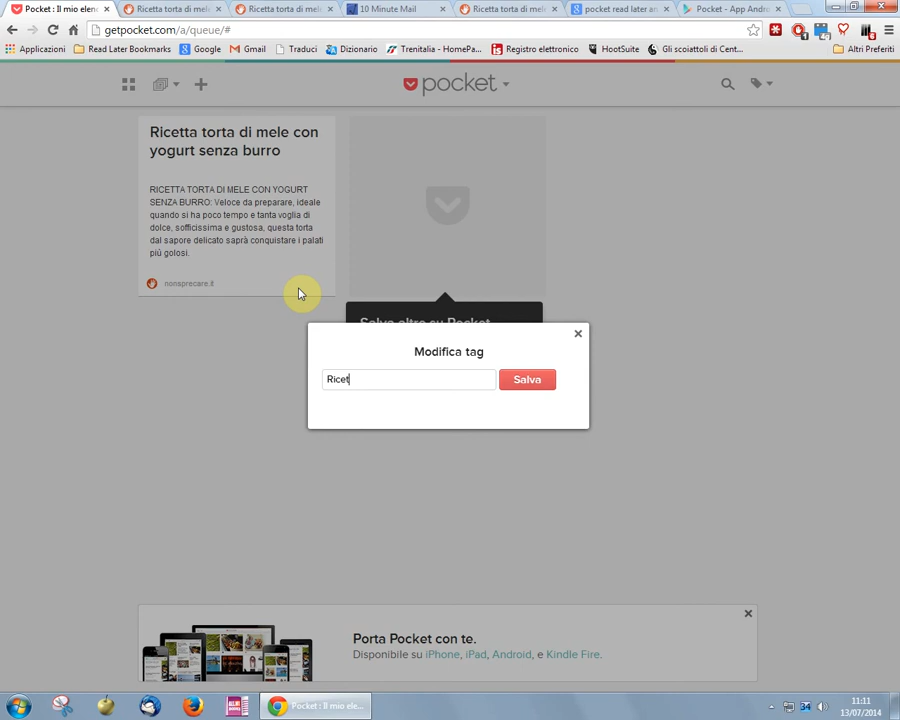 Pocket : Il mio elenc
Ricetta torta di mel
Ricetta torta di mel
10 Minute Mail
Ricetta torta di mel
pocket read later an
Pocket - App Andro
getpocket.com/a/queue/#
Applicazioni
Read Later Bookmarks
Google
Gmail
Traduci
Dizionario
Trenitalia - HomePa...
Registro elettronico
HootSuite
Gli scoiattoli di Cent...
Altri Preferiti
pocket
Ricetta torta di mele con
yogurt senza burro
RICETTA TORTA DI MELE CON YOGURT
SENZA BURRO: Veloce da preparare, ideale
quando si ha poco tempo e tanta voglia di
dolce, sofficissima e gustosa, questa torta
dal sapore delicato saprà conquistare i palati
più golosi.
nonsprecare.it
Modifica tag
Ricet
Salva
Porta Pocket con te.
Disponibile su iPhone, iPad, Android, e Kindle Fire.
Pocket : Il mio ele...
34
11:11
13/07/2014